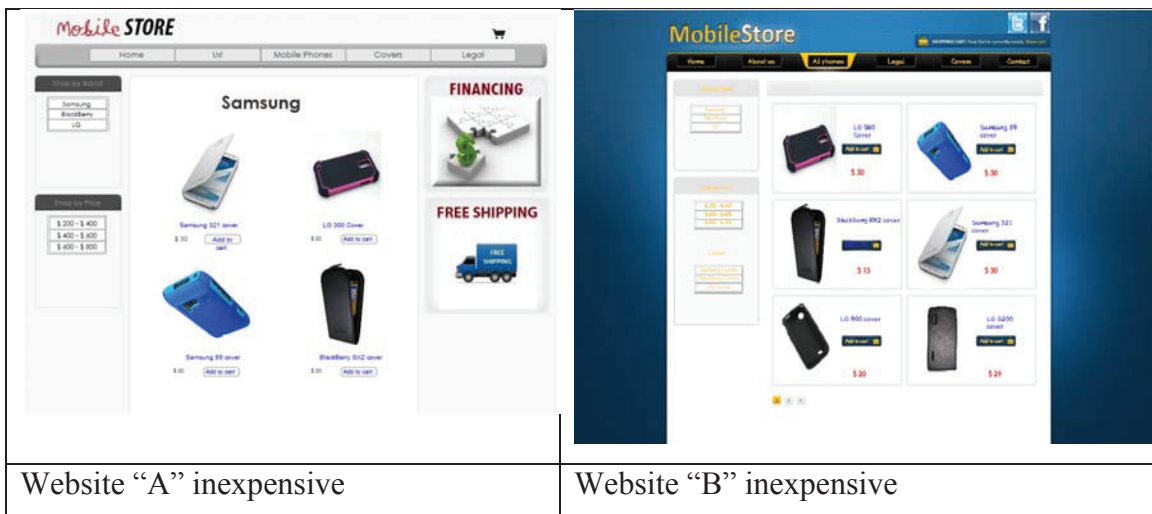 Mobile STORE
Home Us! Mobile Phones Covers Legal
Shop by Brand
Samsung
BlackBerry
LG
Shop by Price
$ 200 - $ 400
$ 400 - $ 600
$ 600 - $ 800
Samsung
Samsung 321 cover
Add to cart
LG 300 Cover
Add to cart
Samsung S9 cover
Add to cart
BlackBerry RX2 cover
Add to cart
FINANCING
FREE SHIPPING
FREE
SHIPPING
MobileStore
SHOPPING CART
Home About us All phones Legal Covers Contact
LG S60
Cover
Add to cart
$ 30
Samsung S9
cover
Add to cart
$ 30
BlackBerry RX2 cover
$ 15
Samsung 321
cover
Add to cart
$ 30
LG 900 cover
Add to cart
$ 20
LG S200
cover
Add to cart
$ 29
Website “A” inexpensive
Website “B” inexpensive